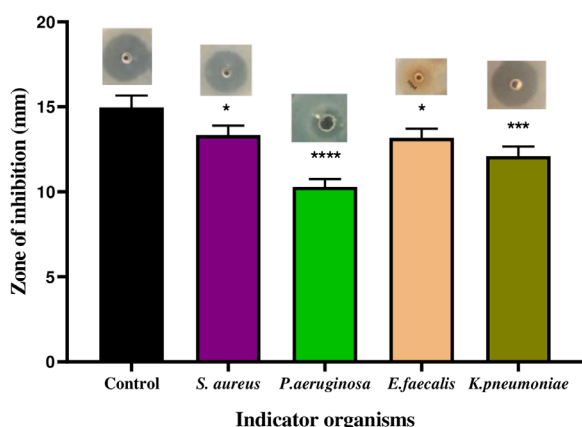 20
15
10
5
0
Zone of inhibition (mm)
*
****
*
***
Control
S. aureus
P.aeruginosa
E.faecalis
K.pneumoniae
Indicator organisms